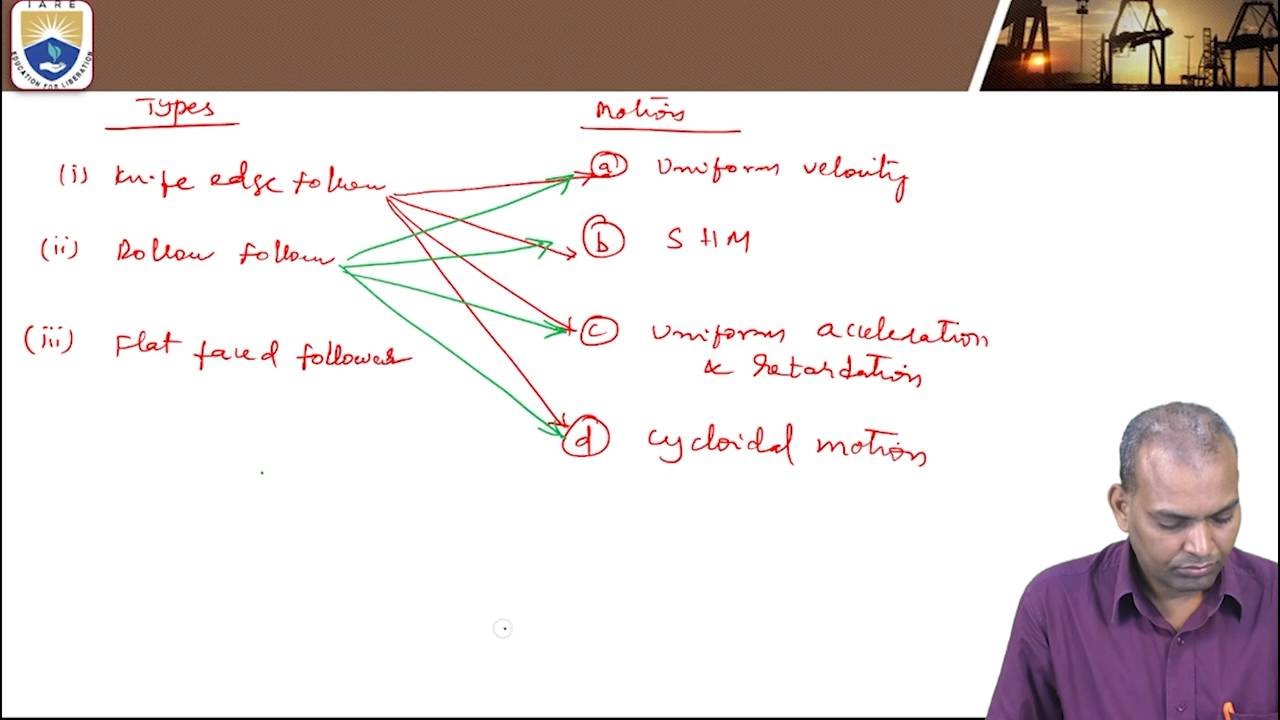 IARE
EDUCATION FOR LIBERATION
Types
Motion
(i) Knife edge follower
(a) Uniform velocity
(ii) Roller follower
(b) SHM
(iii) Flat faced follower
(c) Uniform acceleration
& retardation
(d) cycloidal motion